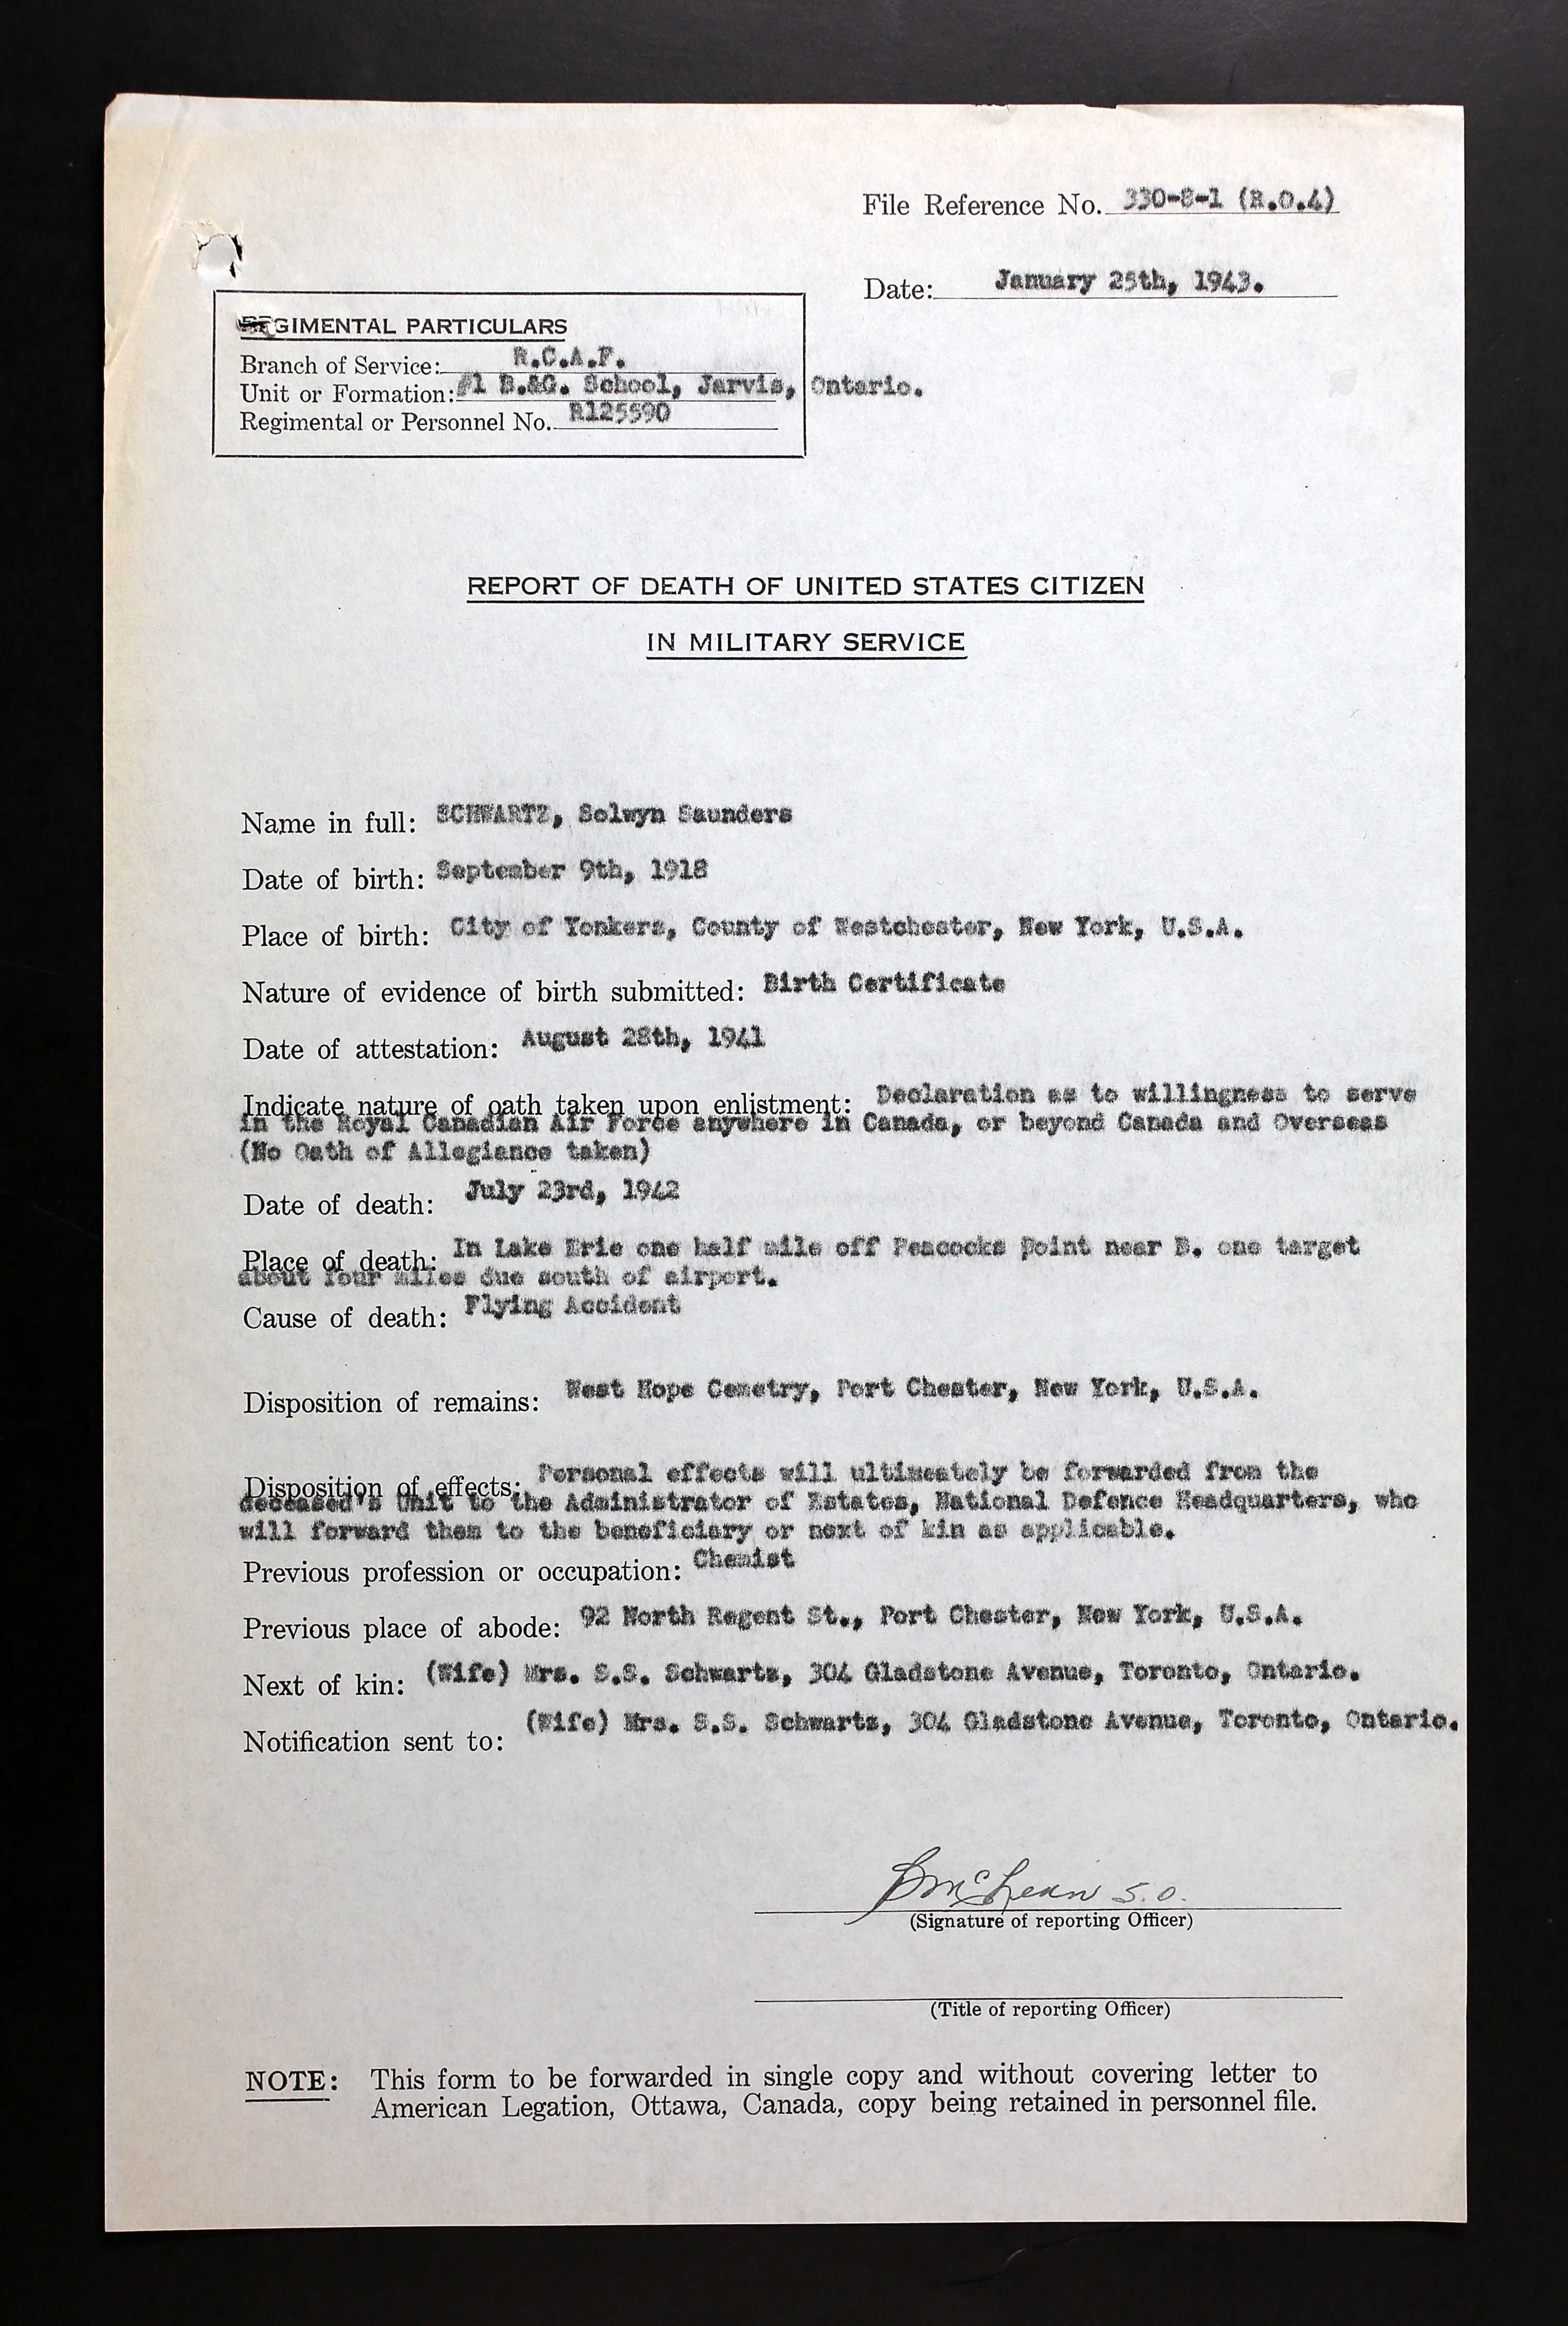 File Reference No. 330-8-1 (R.O.4)
Date: January 25th, 1943.
REGIMENTAL PARTICULARS
Branch of Service: R.C.A.F.
Unit or Formation: #1 B.&G. School, Jarvis, Ontario.
Regimental or Personnel No. R125590
REPORT OF DEATH OF UNITED STATES CITIZEN
IN MILITARY SERVICE
Name in full: SCHWARTZ, Solwyn Saunders
Date of birth: September 9th, 1918
Place of birth: City of Yonkers, County of Westchester, New York, U.S.A.
Nature of evidence of birth submitted: Birth Certificate
Date of attestation: August 28th, 1941
Indicate nature of oath taken upon enlistment: Declaration as to willingness to serve
in the Royal Canadian Air Force anywhere in Canada, or beyond Canada and Overseas
(No Oath of Allegiance taken)
Date of death: July 23rd, 1942
Place of death: In Lake Erie one half mile off Peacocks Point near B. one target
about four miles due south of airport.
Cause of death: Flying Accident
Disposition of remains: West Hope Cemetry, Port Chester, New York, U.S.A.
Disposition of effects: Personal effects will ultimeately be forwarded from the
deceased's Unit to the Administrator of Estates, National Defence Headquarters, who
will forward them to the beneficiary or next of kin as applicable.
Previous profession or occupation: Chemist
Previous place of abode: 92 North Regent St., Port Chester, New York, U.S.A.
Next of kin: (Wife) Mrs. S.S. Schwartz, 304 Gladstone Avenue, Toronto, Ontario.
Notification sent to: (Wife) Mrs. S.S. Schwartz, 304 Gladstone Avenue, Toronto, Ontario.
BMcLean S.O.
(Signature of reporting Officer)
(Title of reporting Officer)
NOTE: This form to be forwarded in single copy and without covering letter to
American Legation, Ottawa, Canada, copy being retained in personnel file.